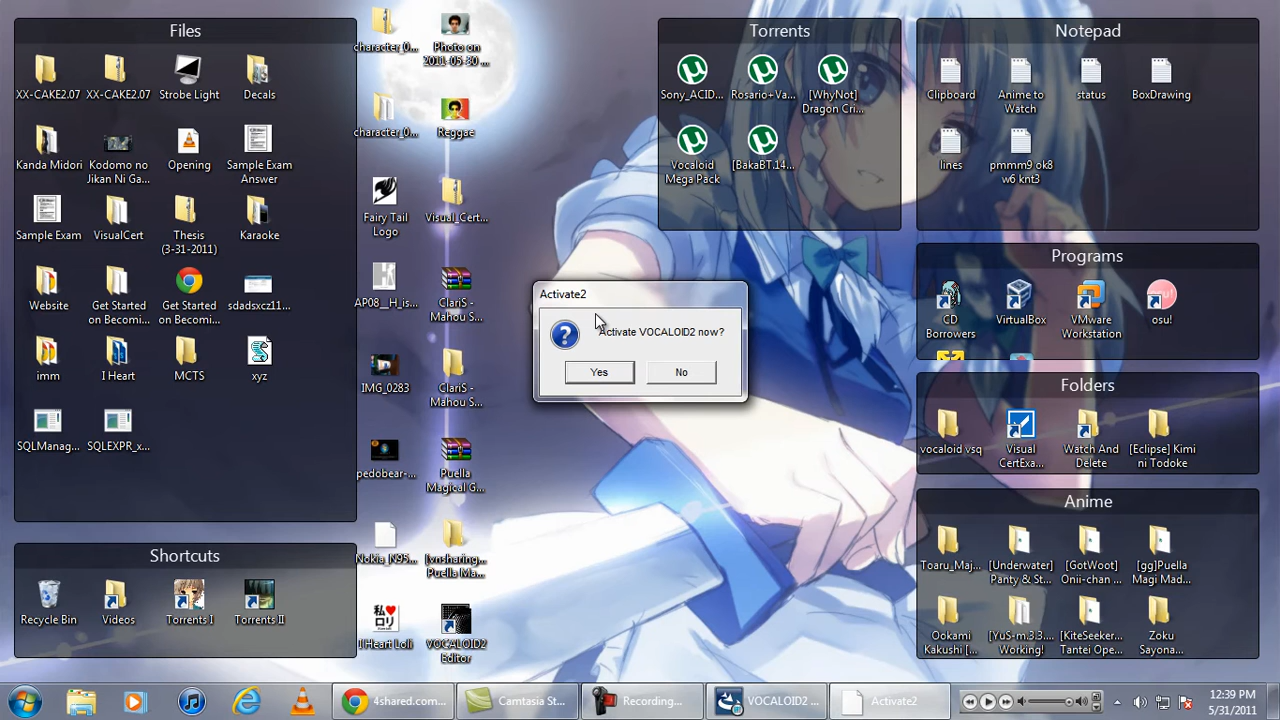 Files
XX-CAKE2.07
XX-CAKE2.07
Strobe Light
Decals
Kanda Midori
Kodomo no
Jikan Ni Ga...
Opening
Sample Exam
Answer
Sample Exam
VisualCert
Thesis
(3-31-2011)
Karaoke
Website
Get Started
on Becomi...
Get Started
on Becomi...
sdadsxcz11...
imm
I Heart
MCTS
xyz
SQLManag...
SQLEXPR_x...
Shortcuts
Recycle Bin
Videos
Torrents I
Torrents II
character_0...
Photo on
2011-05-30 ...
character_0...
Reggae
Fairy Tail
Logo
Visual_Cert...
AP08__H_is...
ClariS -
Mahou S...
IMG_0283
ClariS -
Mahou S...
pedobear-...
Puella
Magical G...
Nokia_N95...
[vnsharing...
Puella Ma...
私
ロリ
I Heart Loli
VOCALOID2
Editor
Activate2
Activate VOCALOID2 now?
Yes
No
Torrents
Sony_ACID...
Rosario+Va...
[WhyNot]
Dragon Cri...
Vocaloid
Mega Pack
[BakaBT.14...
Notepad
Clipboard
Anime to
Watch
status
BoxDrawing
lines
pmmm9.ok8
w6 knt3
Programs
CD
Borrowers
VirtualBox
VMware
Workstation
osu!
Folders
vocaloid vsq
Visual
CertExa...
Watch And
Delete
[Eclipse] Kimi
ni Todoke
Anime
Toaru_Maj...
[Underwater]
Panty & St...
[GotWoot]
Onii-chan ...
[gg]
Magi Mad...
Ookami
Kakushi [...
[YuS-m.3.3....
Working!
[KiteSeeker...
Tantei Ope...
Zoku
Sayona...
4shared.com...
Camtasia St...
Recording...
VOCALOID2 ...
Activate2
12:39 PM
5/31/2011